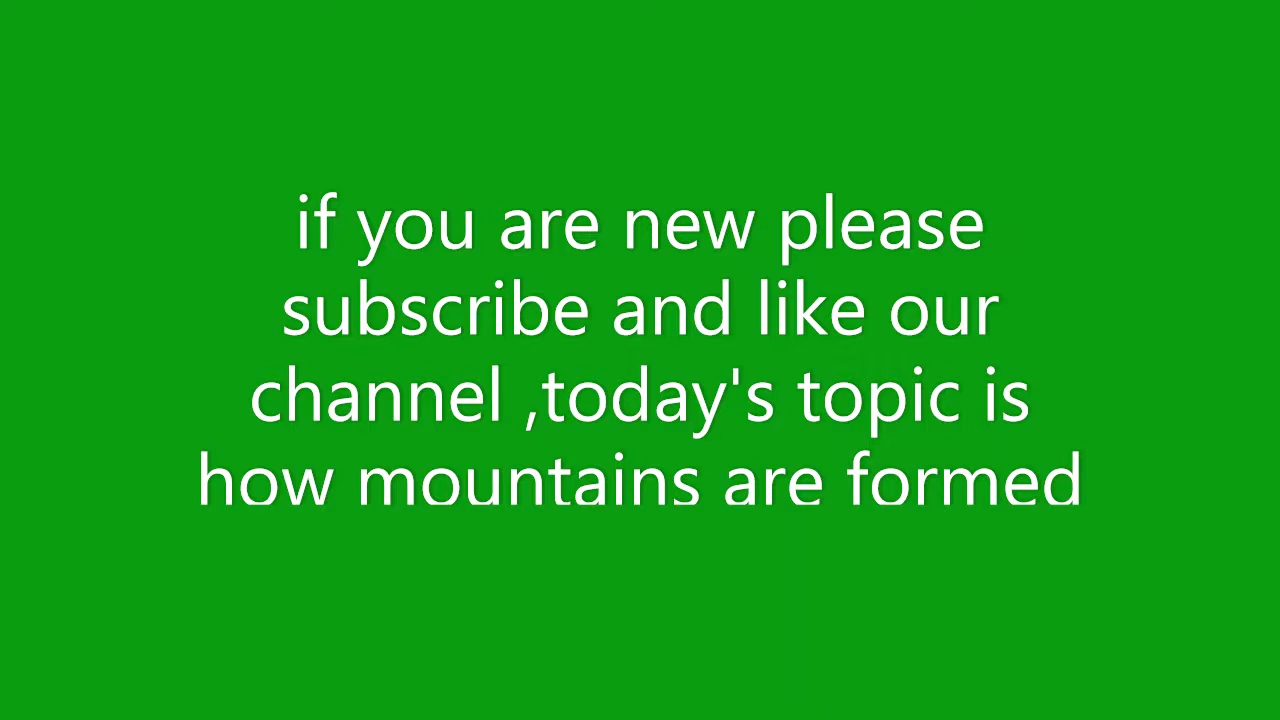 if you are new please
subscribe and like our
channel ,today's topic is
how mountains are formed